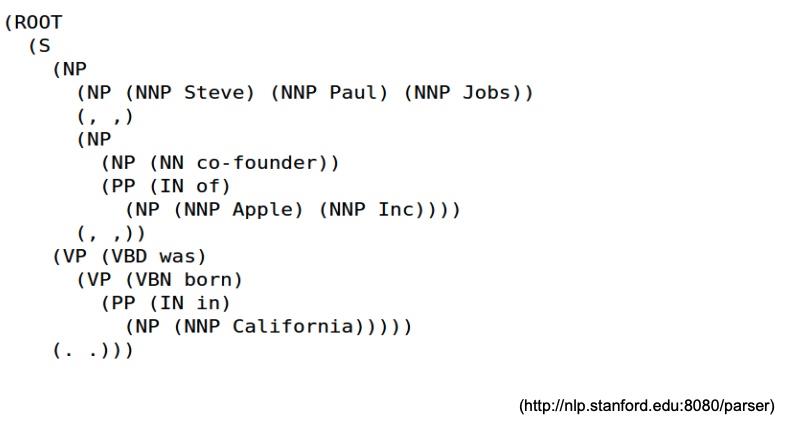 (ROOT
(S
(NP
(NP (NNP Steve) (NNP Paul) (NNP Jobs))
(, ,)
(NP
(NP (NN co-founder))
(PP (IN of)
(NP (NNP Apple) (NNP Inc))))
(, ,))
(VP (VBD was)
(VP (VBN born)
(PP (IN in)
(NP (NNP California)))))
(. .)))
(http://nlp.stanford.edu:8080/parser)